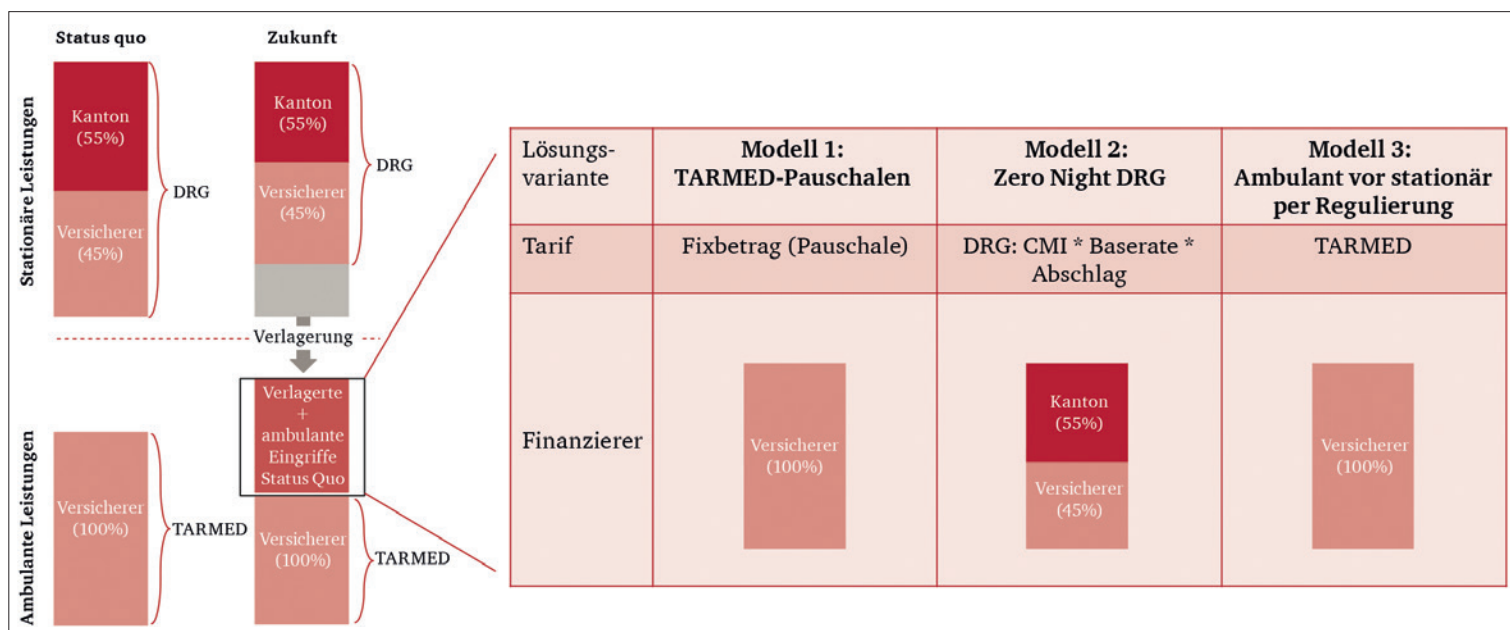 Status quo
Zukunft
Stationäre Leistungen
Kanton
(55%)
Versicherer
(45%)
DRG
Kanton
(55%)
Versicherer
(45%)
DRG
Verlagerung
Ambulante Leistungen
Versicherer
(100%)
TARMED
Verlagerte
+
ambulante
Eingriffe
Status Quo
Versicherer
(100%)
TARMED
Lösungs-
variante
Modell 1:
TARMED-Pauschalen
Modell 2:
Zero Night DRG
Modell 3:
Ambulant vor stationär
per Regulierung
Tarif
Fixbetrag (Pauschale)
DRG: CMI * Baserate *
Abschlag
TARMED
Finanzierer
Versicherer
(100%)
Kanton
(55%)
Versicherer
(45%)
Versicherer
(100%)